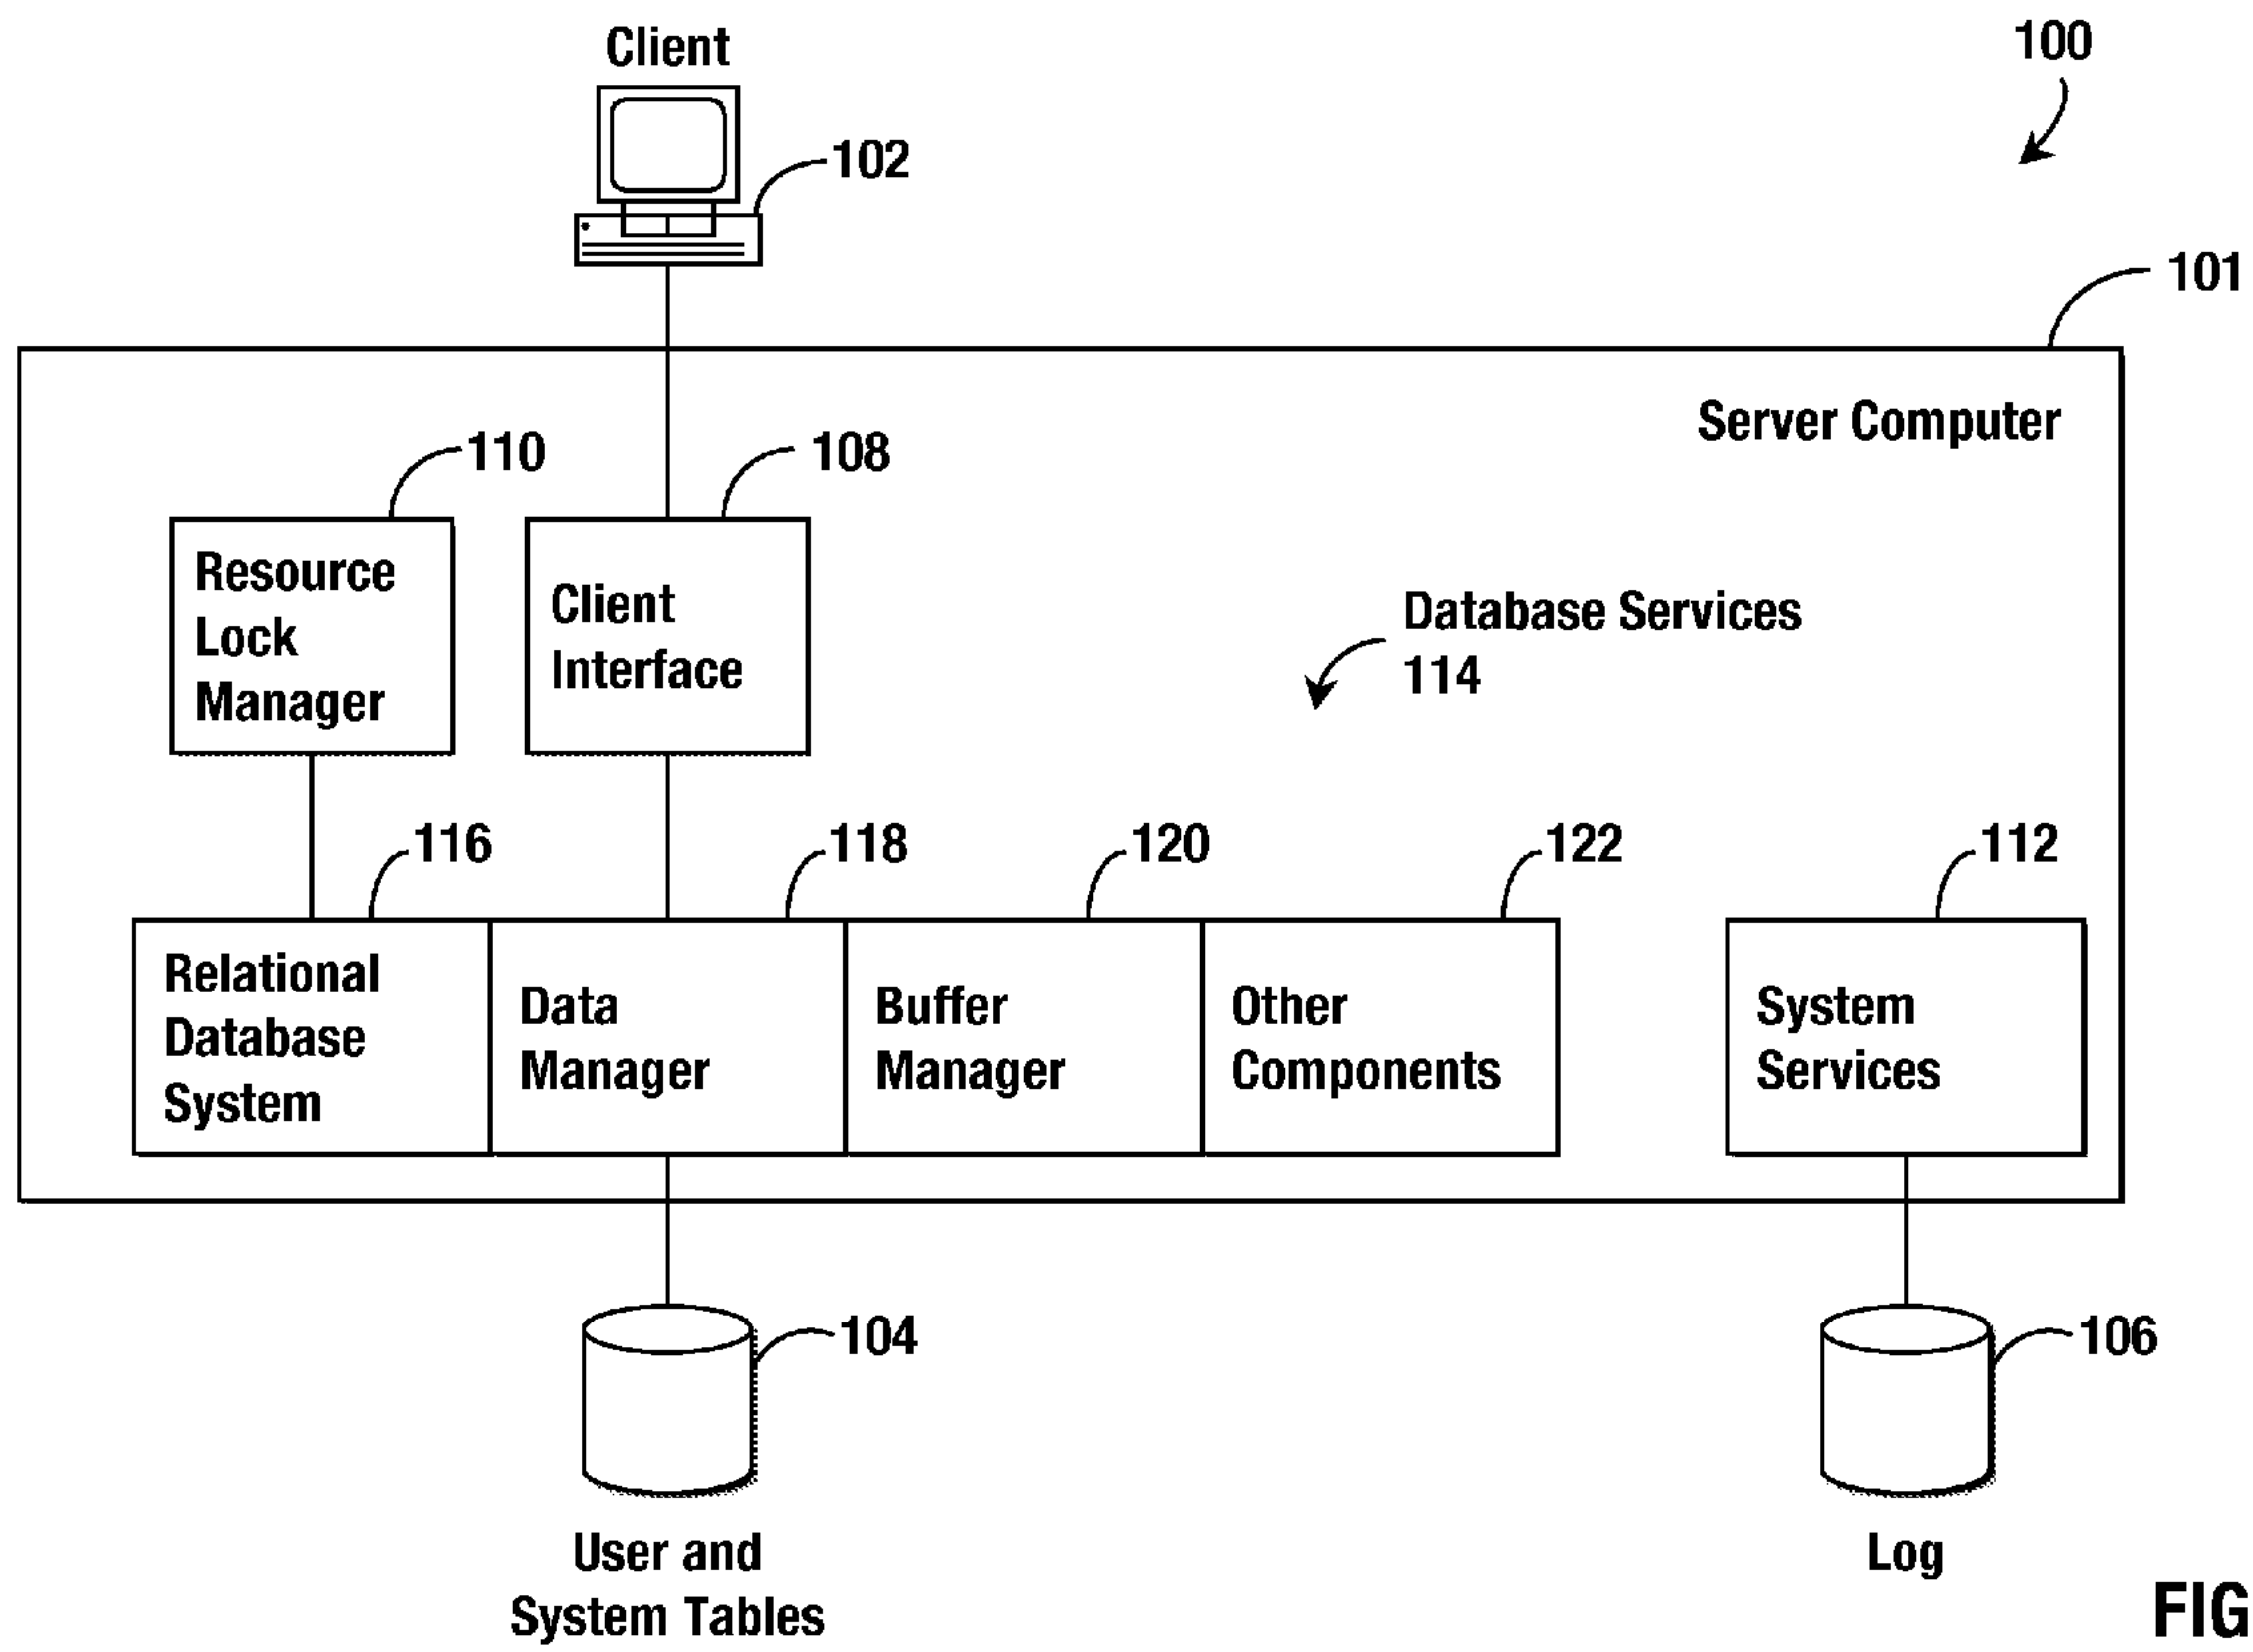 Client
100
102
101
Server Computer
110
108
Resource
Lock
Manager
Client
Interface
Database Services
114
116
118
120
122
112
Relational
Database
System
Data
Manager
Buffer
Manager
Other
Components
System
Services
104
106
User and
System Tables
Log
FIG